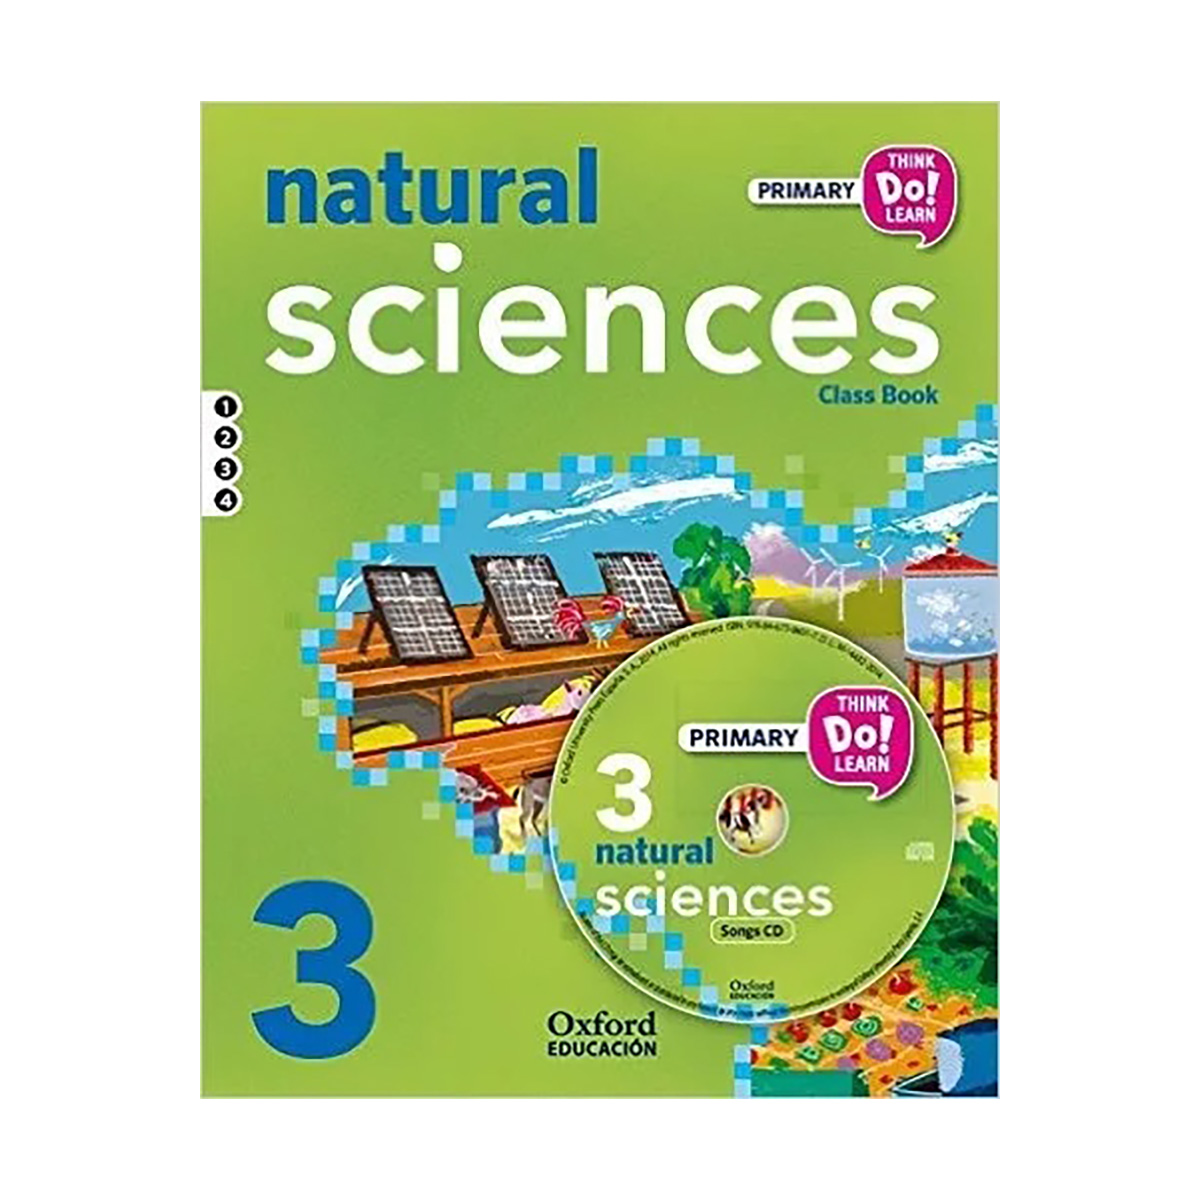 natural
sciences
Class Book
PRIMARY
THINK
Do!
LEARN
1
2
3
4
PRIMARY
THINK
Do!
LEARN
3
natural
sciences
Songs CD
Oxford
EDUCACIÓN
3
Oxford
EDUCACIÓN